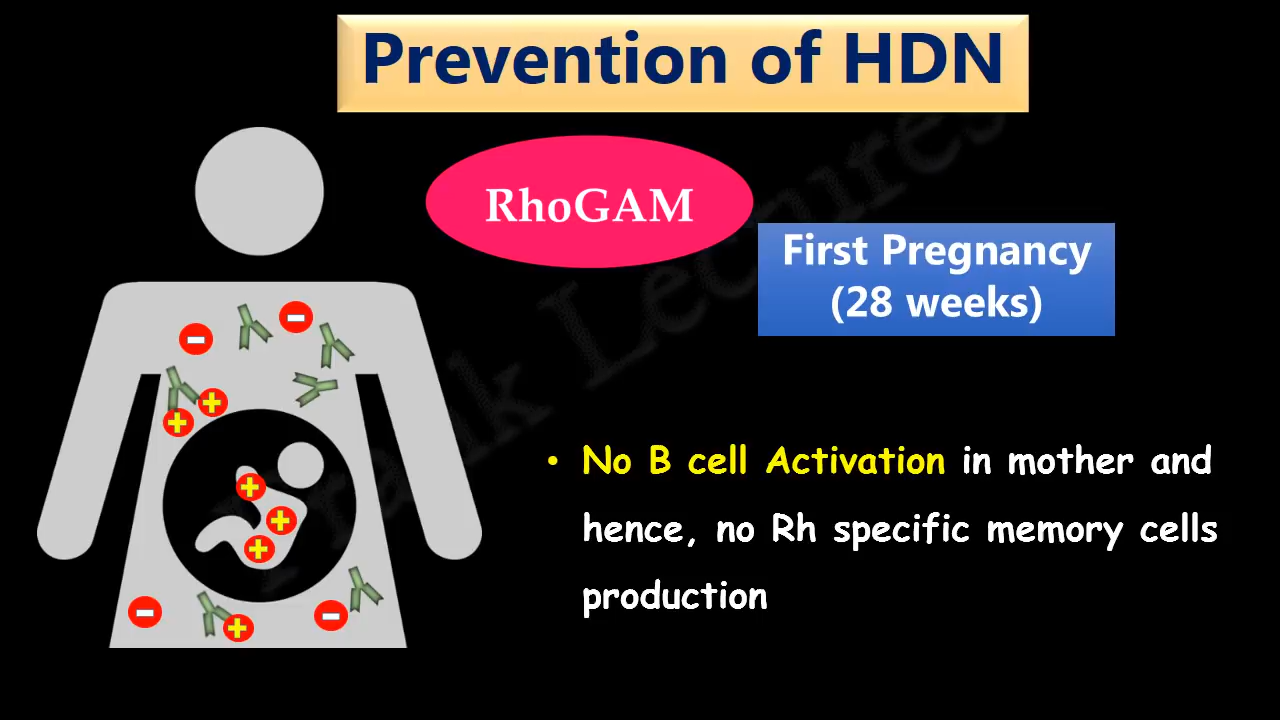 Prevention of HDN
RhoGAM
First Pregnancy
(28 weeks)
• No B cell Activation in mother and
hence, no Rh specific memory cells
production
Lectures